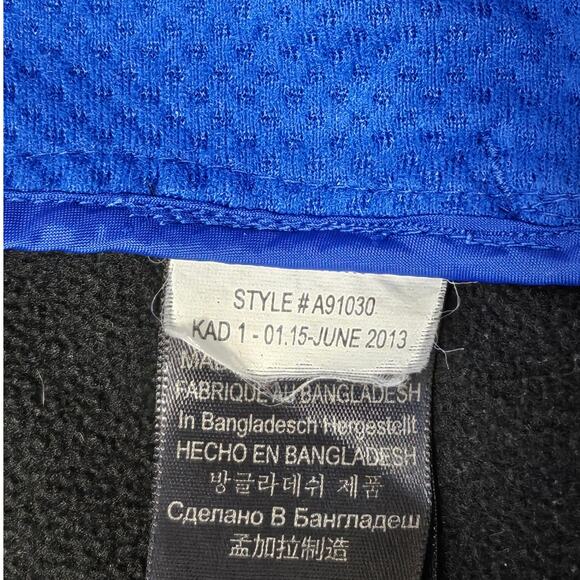 STYLE # A91030
KAD 1 - 01.15-JUNE 2013
FABRIQUE AU BANGLADESH
In Bangladesch Hergestellt
HECHO EN BANGLADESH
방글라데쉬 제품
Сделано В Бангладеш
孟加拉制造